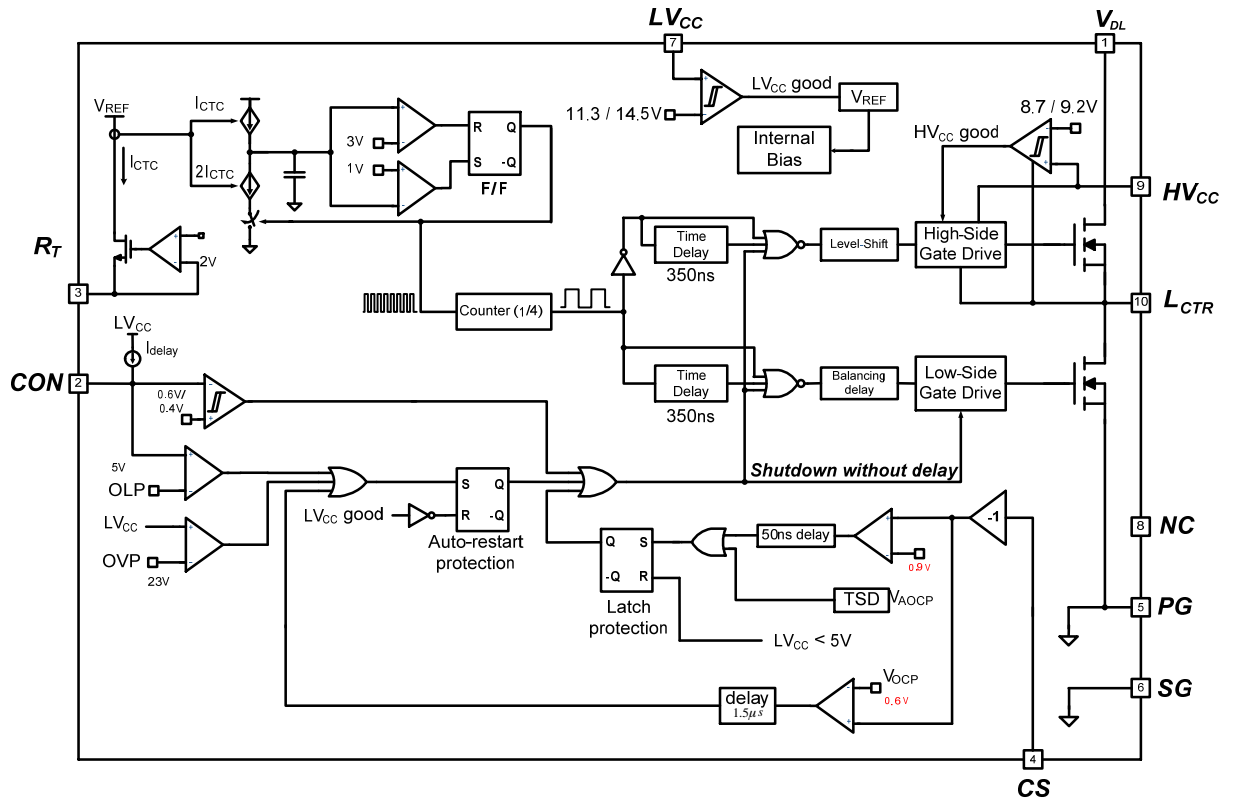 LVCC
VDL
7
1
VREF
ICTC
ICTC
2ICTC
3V
1V
R Q
S -Q
F/F
LVCC good
11.3 / 14.5V
VREF
Internal
Bias
8.7 / 9.2V
HVCC good
9
HVCC
RT
3
2V
Time
Delay
350ns
Level-Shift
High-Side
Gate Drive
10
LCTR
Counter (1/4)
LVCC
Idelay
CON
2
0.6V/
0.4V
Time
Delay
350ns
Balancing
delay
Low-Side
Gate Drive
5V
OLP
LVCC
OVP
23V
LVCC good
S Q
R -Q
Auto-restart
protection
Shutdown without delay
Q S
-Q R
Latch
protection
50ns delay
0.9V
-1
TSD
VAOCP
LVCC < 5V
8
NC
5
PG
6
SG
delay
1.5μs
VOCP
0.6V
4
CS
+
-